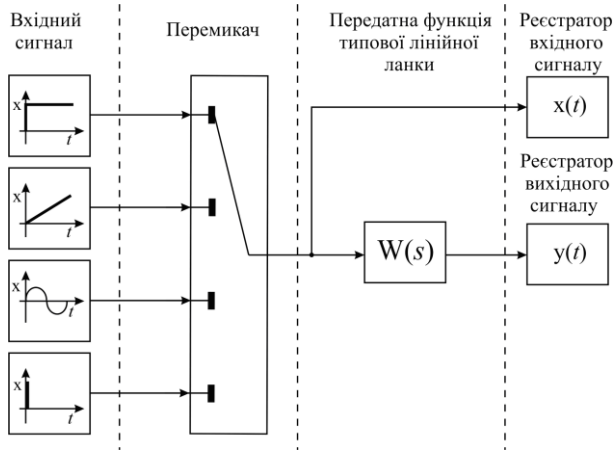 Вхідний
сигнал
Перемикач
Передатна функція
типової лінійної
ланки
Реєстратор
вхідного
сигналу
x
t
x
t
x
t
x
t
x(t)
Реєстратор
вихідного
сигналу
W(s)
y(t)